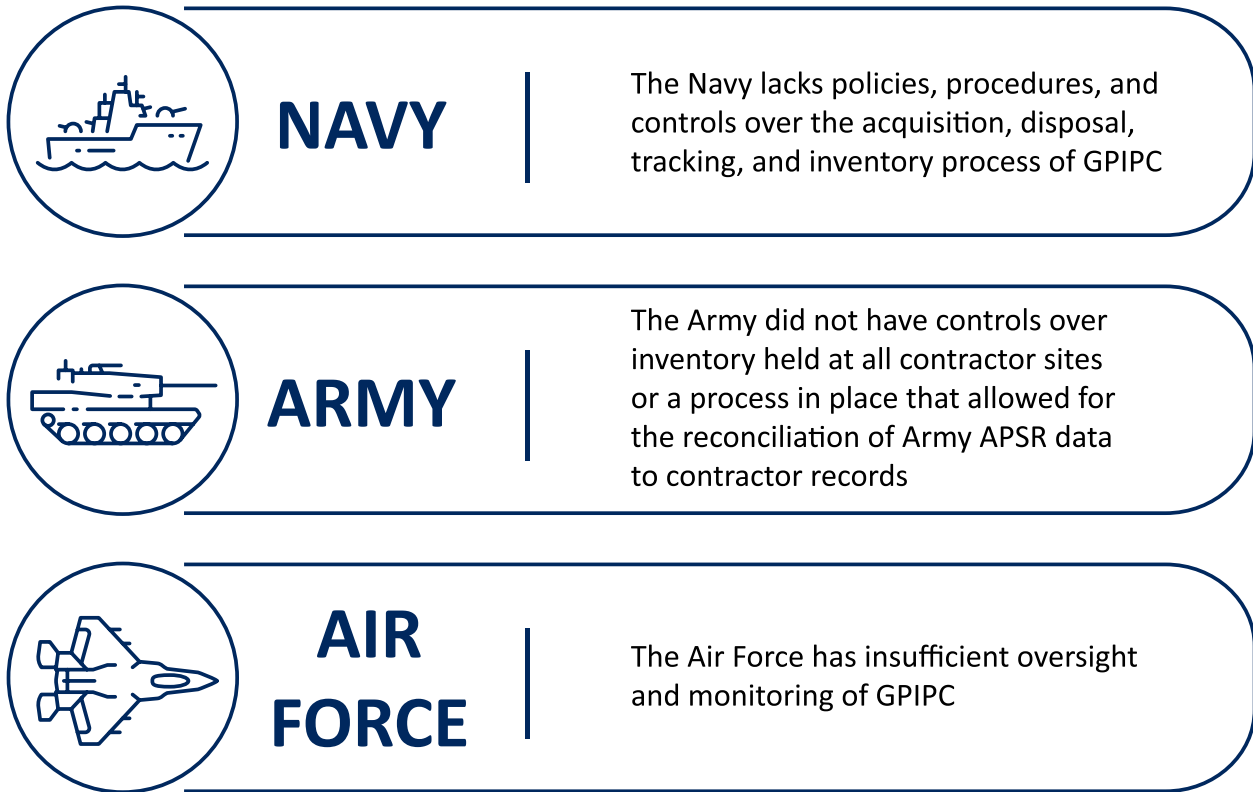 NAVY
The Navy lacks policies, procedures, and
controls over the acquisition, disposal,
tracking, and inventory process of GPIPC
ARMY
The Army did not have controls over
inventory held at all contractor sites
or a process in place that allowed for
the reconciliation of Army APSR data
to contractor records
AIR
FORCE
The Air Force has insufficient oversight
and monitoring of GPIPC